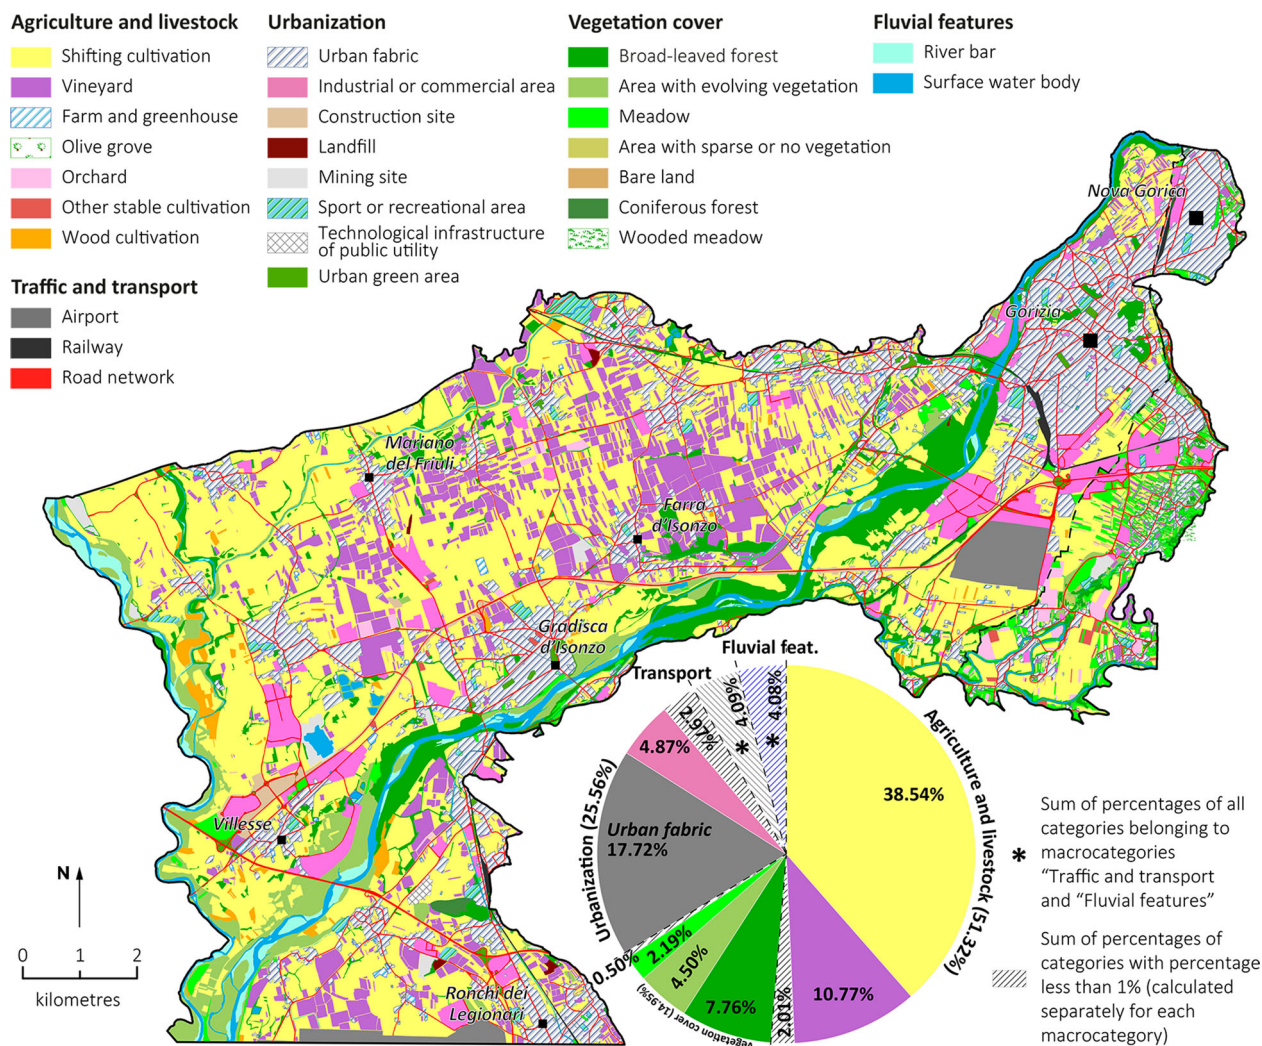 Agriculture and livestock
Shifting cultivation
Vineyard
Farm and greenhouse
Olive grove
Orchard
Other stable cultivation
Wood cultivation
Traffic and transport
Airport
Railway
Road network
Urbanization
Urban fabric
Industrial or commercial area
Construction site
Landfill
Mining site
Sport or recreational area
Technological infrastructure
of public utility
Urban green area
Vegetation cover
Broad-leaved forest
Area with evolving vegetation
Meadow
Area with sparse or no vegetation
Bare land
Coniferous forest
Wooded meadow
Fluvial features
River bar
Surface water body
Nova Gorica
Gorizia
Mariano
del Friuli
Farra
d'Isonzo
Gradisca
d'Isonzo
Villesse
Ronchi dei
Legionari
N
0 1 2
kilometres
Fluvial feat.
Transport
4.08%
*
4.09%
*
2.97%
4.87%
Urban fabric
17.72%
Urbanization (25.56%)
0.50%
2.19%
4.50%
7.76%
Vegetation cover (14.95%)
2.01%
10.77%
38.54%
Agriculture and livestock (51.32%)
*
Sum of percentages of all
categories belonging to
macrocategories
“Traffic and transport
and “Fluvial features”
Sum of percentages of
categories with percentage
less than 1% (calculated
separately for each
macrocategory)